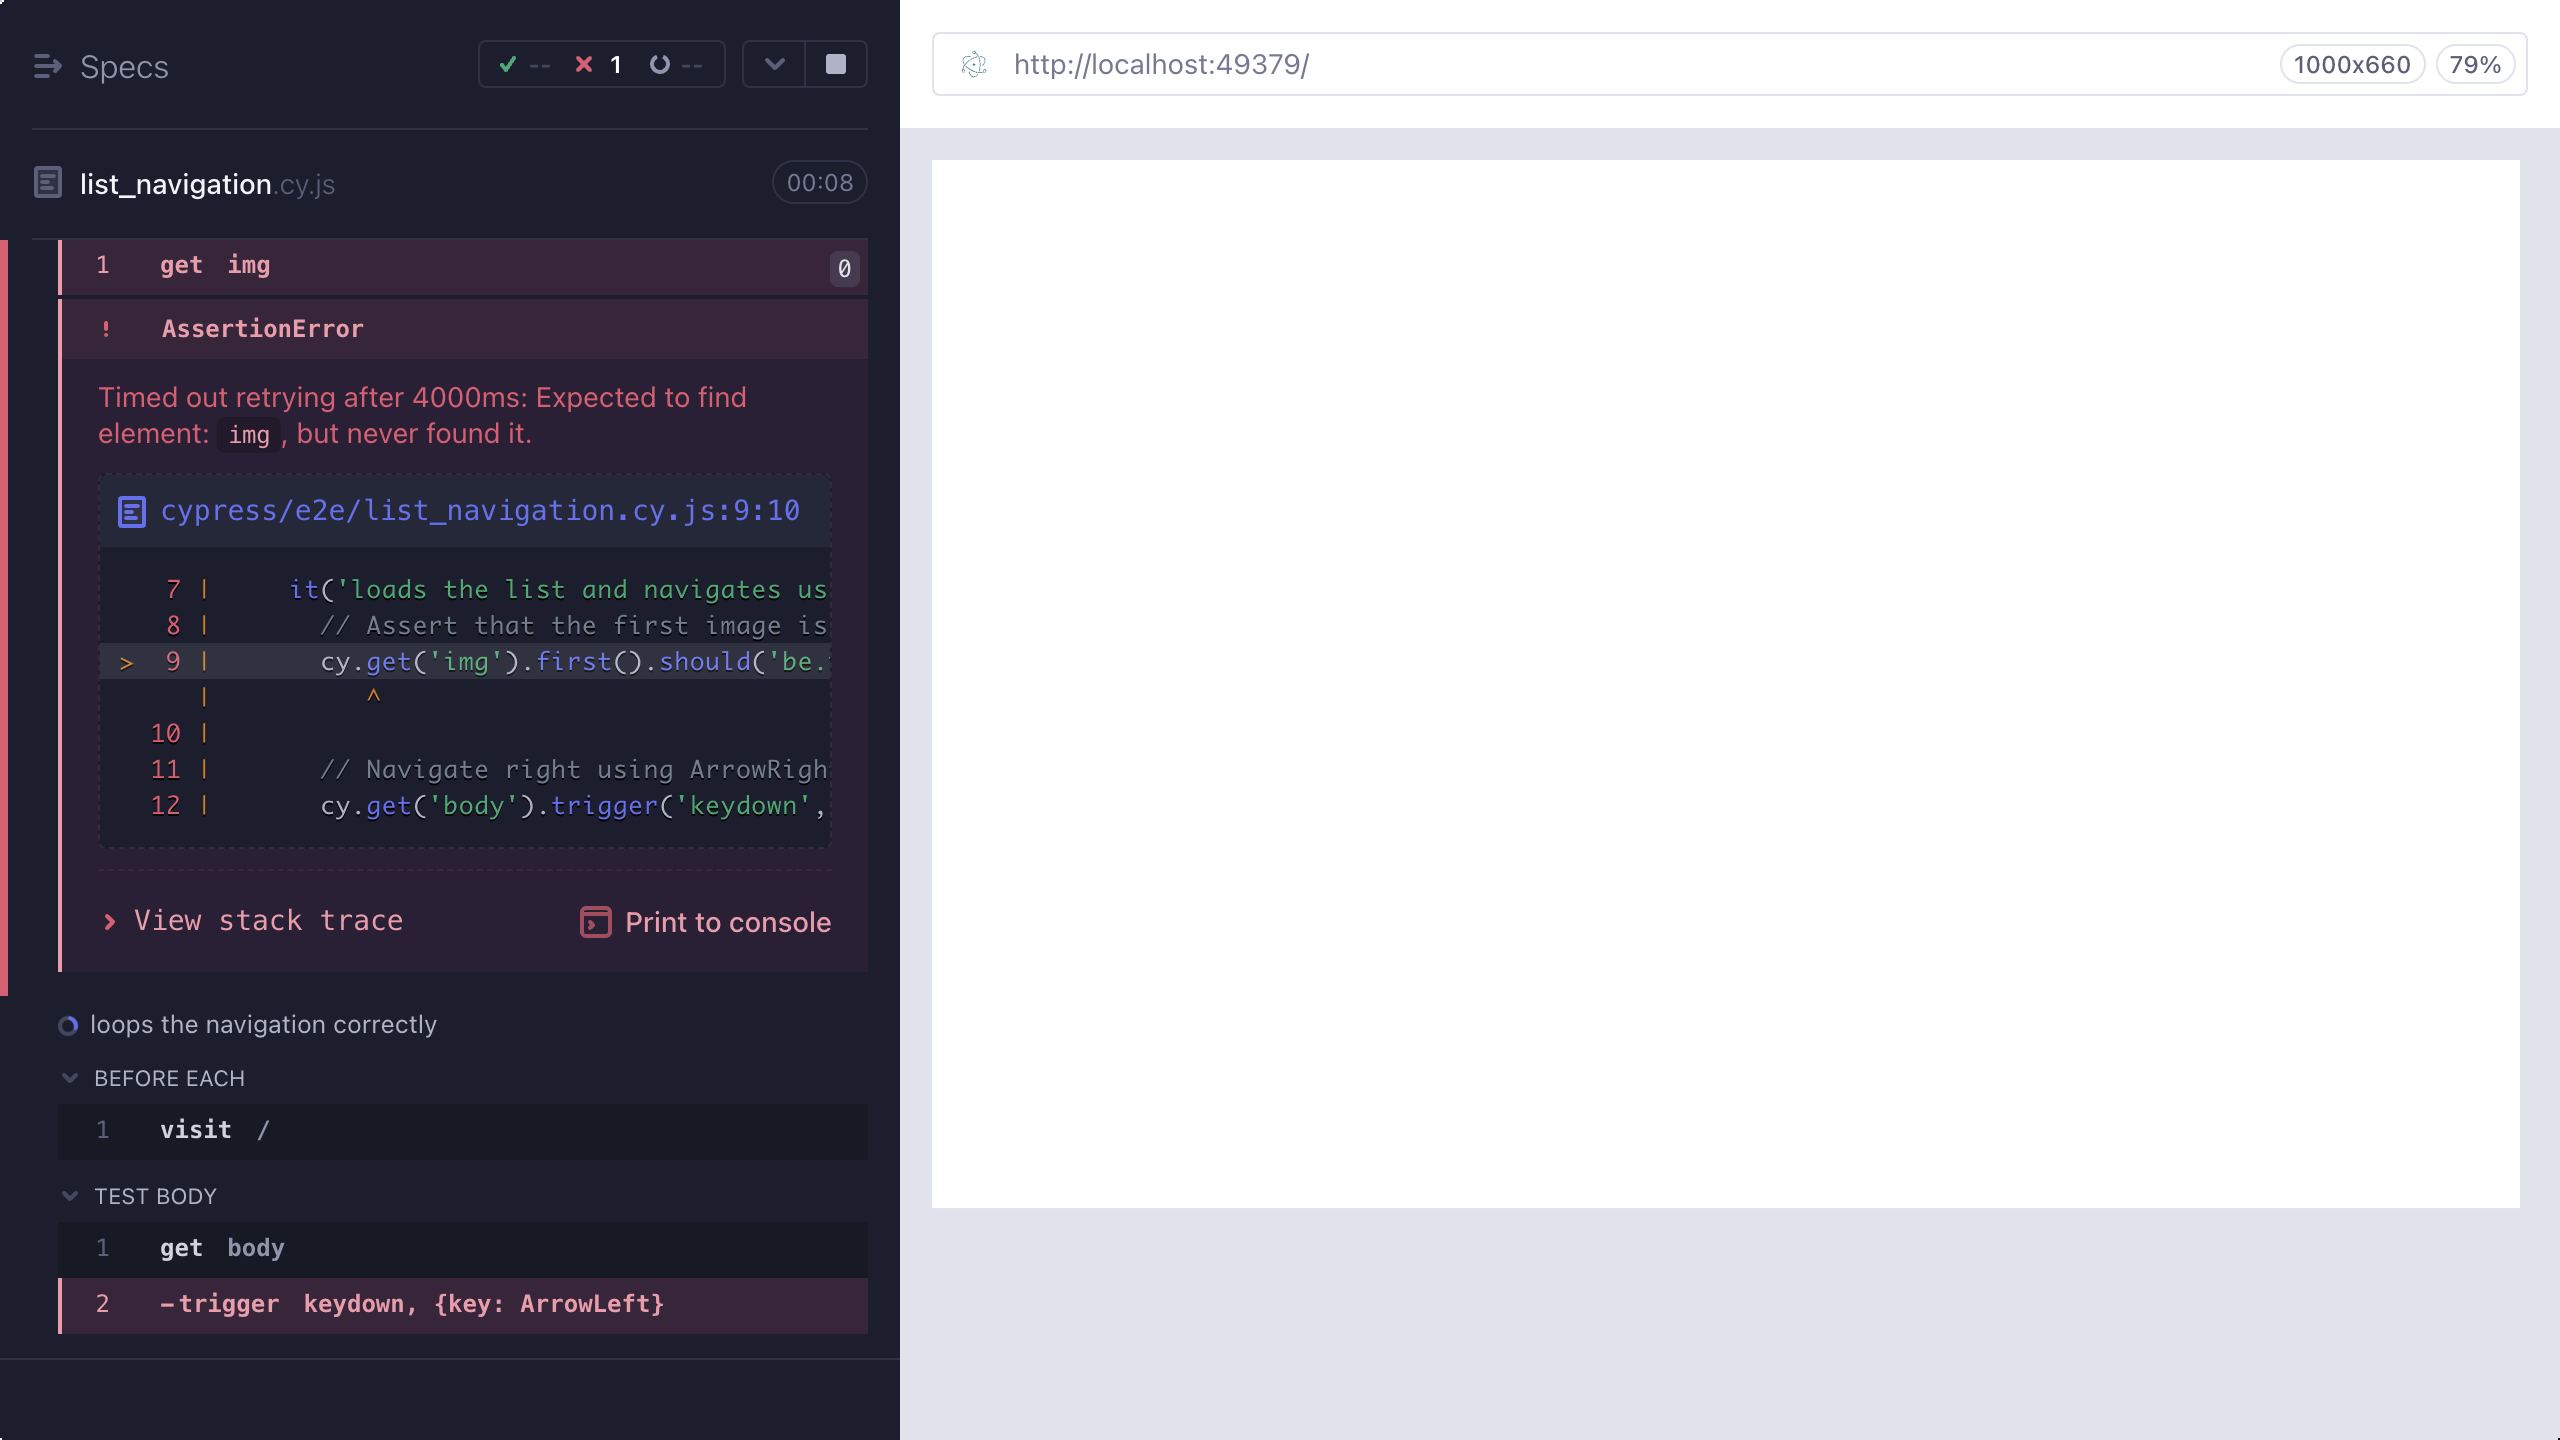 Specs
-- 1 --
list_navigation.cy.js
00:08
1 get img 0
! AssertionError
Timed out retrying after 4000ms: Expected to find
element: img, but never found it.
cypress/e2e/list_navigation.cy.js:9:10
7 | it('loads the list and navigates us
8 | // Assert that the first image is
> 9 | cy.get('img').first().should('be.
| ^
10 |
11 | // Navigate right using ArrowRigh
12 | cy.get('body').trigger('keydown',
View stack trace
Print to console
loops the navigation correctly
BEFORE EACH
1 visit /
TEST BODY
1 get body
2 -trigger keydown, {key: ArrowLeft}
http://localhost:49379/
1000x660
79%